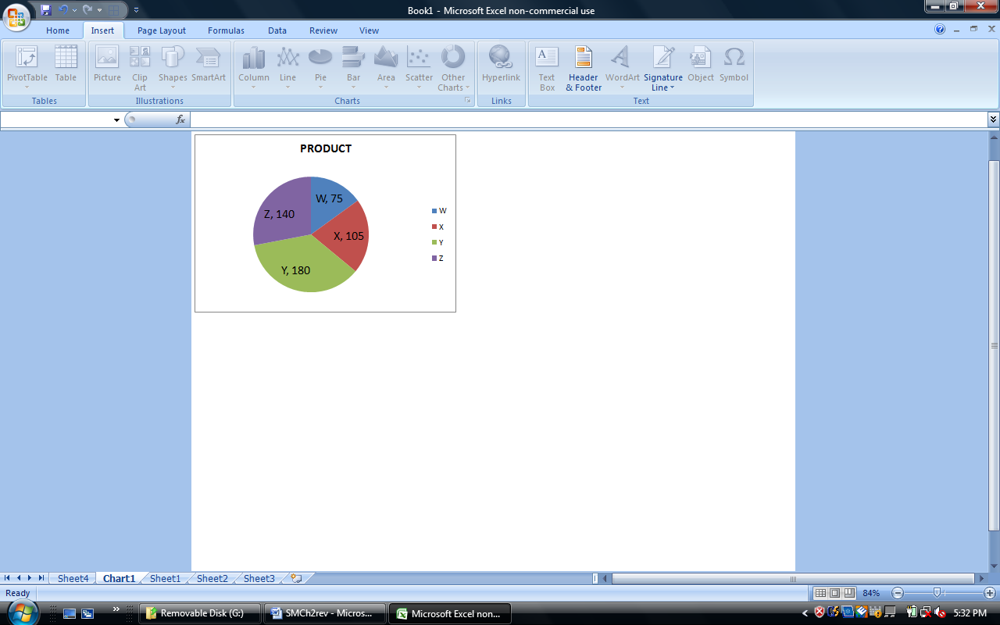 Book1 - Microsoft Excel non-commercial use
Home Insert Page Layout Formulas Data Review View
PivotTable Table Picture Clip Art Shapes SmartArt Column Line Pie Bar Area Scatter Other Charts Hyperlink Text Box Header & Footer WordArt Signature Line Object Symbol
Tables Illustrations Charts Links Text
fx
PRODUCT
W, 75
Z, 140
X, 105
Y, 180
W
X
Y
Z
Sheet4 Chart1 Sheet1 Sheet2 Sheet3
Ready 84%
Removable Disk (G:) SMCh2rev - Micros... Microsoft Excel non... 5:32 PM